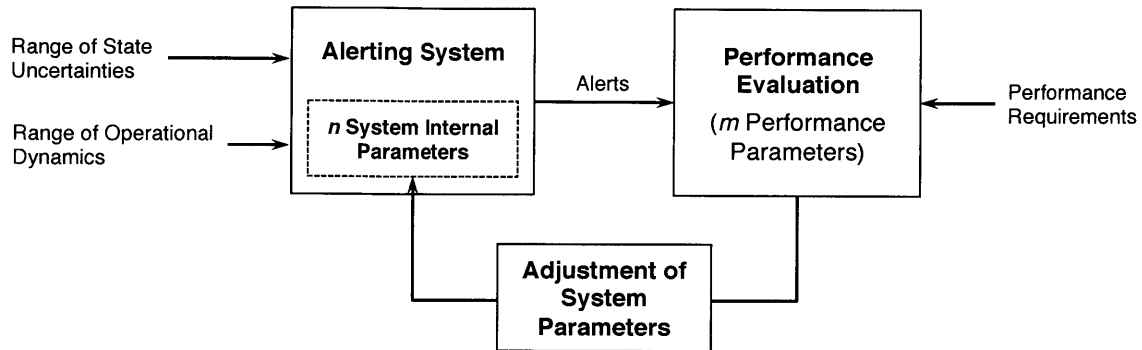 Range of State
Uncertainties
Range of Operational
Dynamics
Alerting System
n System Internal
Parameters
Alerts
Performance
Evaluation
(m Performance
Parameters)
Performance
Requirements
Adjustment of
System
Parameters